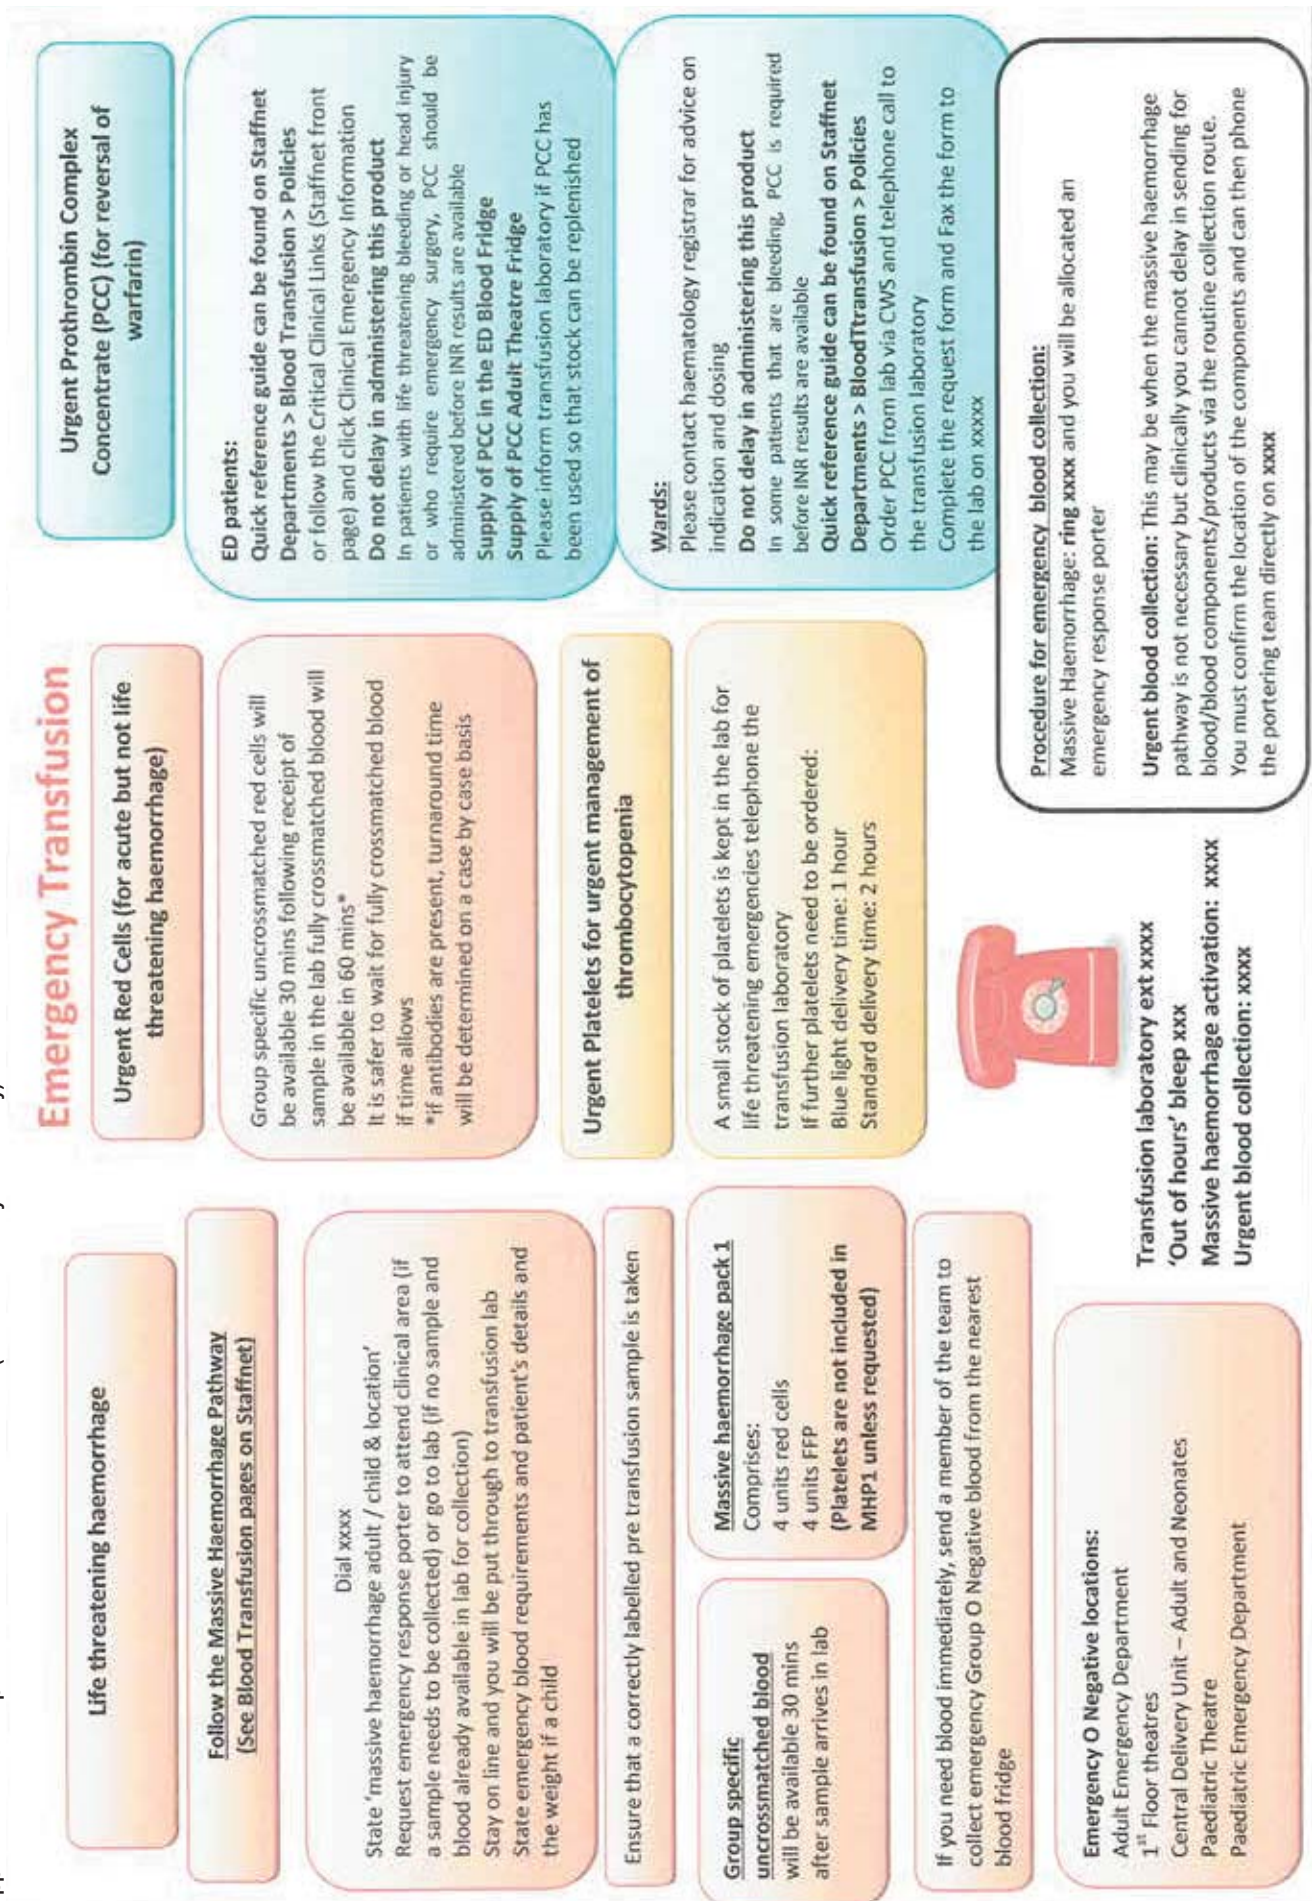 Emergency Transfusion
Life threatening haemorrhage
Follow the Massive Haemorrhage Pathway
(See Blood Transfusion pages on Staffnet)
Dial xxxx
State 'massive haemorrhage adult / child & location'
Request emergency response porter to attend clinical area (if
a sample needs to be collected) or go to lab (if no sample and
blood already available in lab for collection)
Stay on line and you will be put through to transfusion lab
State emergency blood requirements and patient's details and
the weight if a child
Ensure that a correctly labelled pre transfusion sample is taken
Group specific
uncrossmatched blood
will be available 30 mins
after sample arrives in lab
Massive haemorrhage pack 1
Comprises:
4 units red cells
4 units FFP
(Platelets are not included in
MHP1 unless requested)
If you need blood immediately, send a member of the team to
collect emergency Group O Negative blood from the nearest
blood fridge
Emergency O Negative locations:
Adult Emergency Department
1st Floor theatres
Central Delivery Unit – Adult and Neonates
Paediatric Theatre
Paediatric Emergency Department
Urgent Red Cells (for acute but not life
threatening haemorrhage)
Group specific uncrossmatched red cells will
be available 30 mins following receipt of
sample in the lab fully crossmatched blood will
be available in 60 mins*
It is safer to wait for fully crossmatched blood
if time allows
*if antibodies are present, turnaround time
will be determined on a case by case basis
Urgent Platelets for urgent management of
thrombocytopenia
A small stock of platelets is kept in the lab for
life threatening emergencies telephone the
transfusion laboratory
If further platelets need to be ordered:
Blue light delivery time: 1 hour
Standard delivery time: 2 hours
Transfusion laboratory ext xxxx
'Out of hours' bleep xxx
Massive haemorrhage activation: xxxx
Urgent blood collection: xxxx
Urgent Prothrombin Complex
Concentrate (PCC) (for reversal of
warfarin)
ED patients:
Quick reference guide can be found on Staffnet
Departments > Blood Transfusion > Policies
or follow the Critical Clinical Links (Staffnet front
page) and click Clinical Emergency Information
Do not delay in administering this product
In patients with life threatening bleeding or head injury
or who require emergency surgery, PCC should be
administered before INR results are available
Supply of PCC in the ED Blood Fridge
Supply of PCC Adult Theatre Fridge
Please inform transfusion laboratory if PCC has
been used so that stock can be replenished
Wards:
Please contact haematology registrar for advice on
indication and dosing
Do not delay in administering this product
In some patients that are bleeding, PCC is required
before INR results are available
Quick reference guide can be found on Staffnet
Departments > BloodTtransfusion > Policies
Order PCC from lab via CWS and telephone call to
the transfusion laboratory
Complete the request form and Fax the form to
the lab on xxxxx
Procedure for emergency blood collection:
Massive Haemorrhage: ring xxxx and you will be allocated an
emergency response porter
Urgent blood collection: This may be when the massive haemorrhage
pathway is not necessary but clinically you cannot delay in sending for
blood/blood components/products via the routine collection route.
You must confirm the location of the components and can then phone
the portering team directly on xxxx